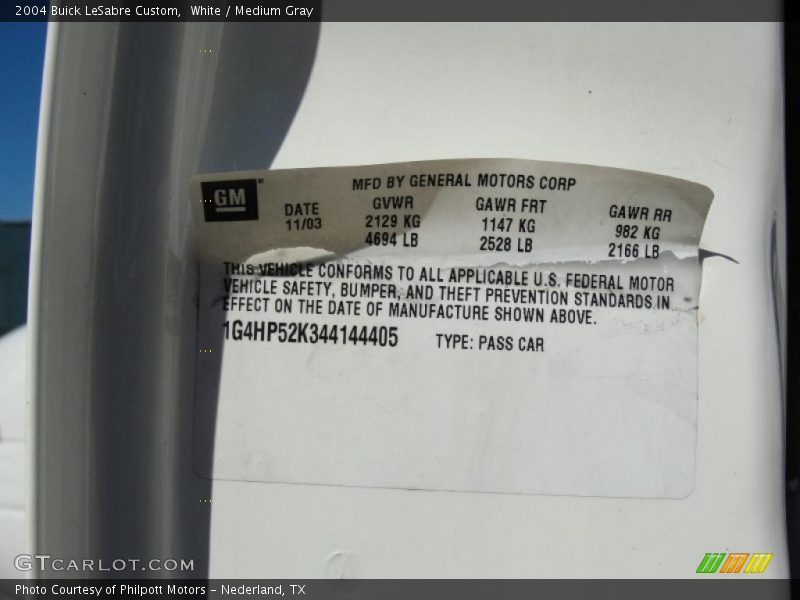 2004 Buick LeSabre Custom,  White / Medium Gray
GM
MFD BY GENERAL MOTORS CORP
DATE GVWR GAWR FRT GAWR RR
11/03 2129 KG 1147 KG 982 KG
4694 LB 2528 LB 2166 LB
THIS VEHICLE CONFORMS TO ALL APPLICABLE U.S. FEDERAL MOTOR
VEHICLE SAFETY, BUMPER, AND THEFT PREVENTION STANDARDS IN
EFFECT ON THE DATE OF MANUFACTURE SHOWN ABOVE.
1G4HP52K344144405 TYPE: PASS CAR
GTCARLOT.COM
Photo Courtesy of Philpott Motors - Nederland, TX